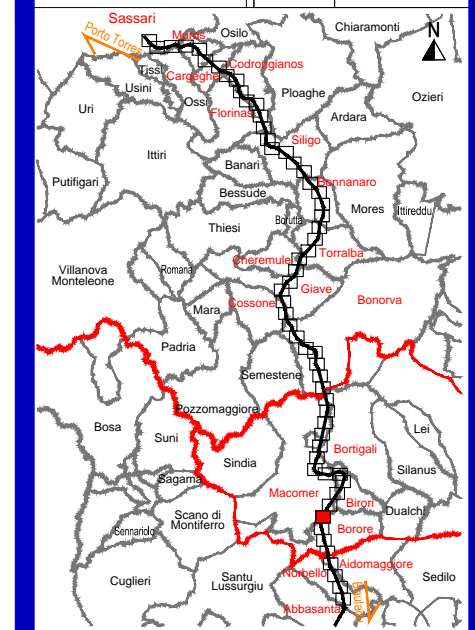 Sassari
Chiaramonti
N
Porto Torres
Muros
Osilo
Tissi
Codrongianos
Cargeghe
Usini
Ploaghe
Ozieri
Ossi
Uri
Florinas
Ardara
Ittiri
Siligo
Banari
Putifigari
Bessude
Bonnanaro
Mores
Ittireddu
Borutta
Thiesi
Torralba
Cheremule
Romana
Villanova
Monteleone
Giave
Bonorva
Cossone
Mara
Padria
Semestene
Pozzomaggiore
Bosa
Lei
Suni
Bortigali
Sindia
Silanus
Sagama
Macomer
Birori
Dualchi
Scano di
Montiferro
Sennariolo
Borore
Aidomaggiore
Norbello
Cuglieri
Santu
Lussurgiu
Sedilo
Abbasanta